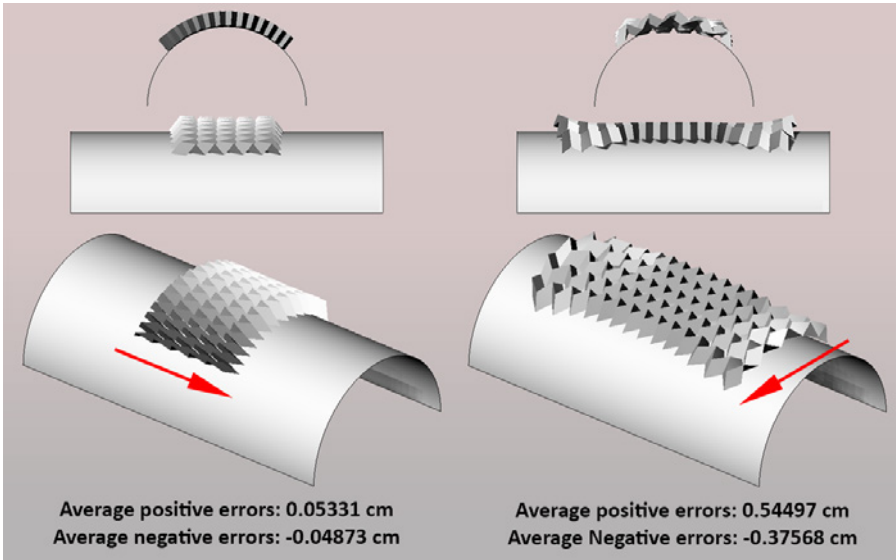 Average positive errors: 0.05331 cm
Average negative errors: -0.04873 cm
Average positive errors: 0.54497 cm
Average Negative errors: -0.37568 cm